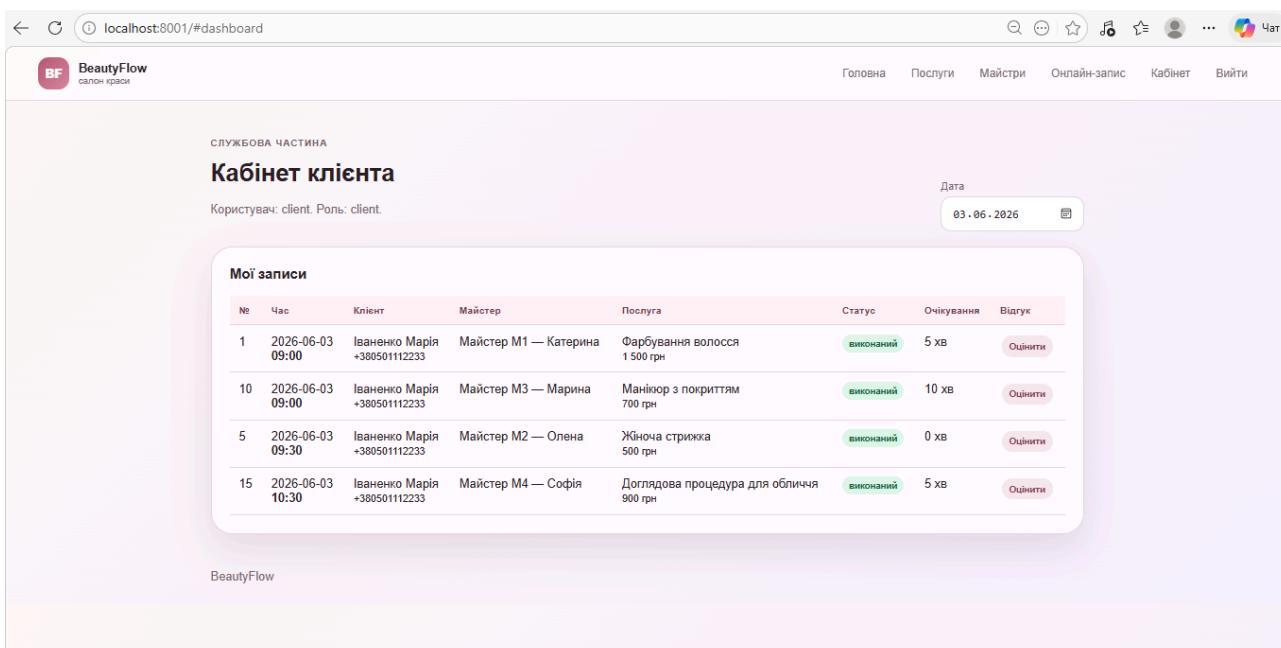 localhost:8001/#dashboard
Чат
BF
BeautyFlow
салон краси
Головна Послуги Майстри Онлайн-запис Кабінет Вийти
СЛУЖБОВА ЧАСТИНА
Кабінет клієнта
Користувач: client. Роль: client.
Дата
03.06.2026
Мої записи
№ Час Клієнт Майстер Послуга Статус Очікування Відгук
1 2026-06-03 Іваненко Марія Майстер М1 — Катерина Фарбування волосся виконаний 5 хв Оцінити
09:00 +380501112233 1 500 грн
10 2026-06-03 Іваненко Марія Майстер М3 — Марина Манікюр з покриттям виконаний 10 хв Оцінити
09:00 +380501112233 700 грн
5 2026-06-03 Іваненко Марія Майстер М2 — Олена Жіноча стрижка виконаний 0 хв Оцінити
09:30 +380501112233 500 грн
15 2026-06-03 Іваненко Марія Майстер М4 — Софія Доглядова процедура для обличчя виконаний 5 хв Оцінити
10:30 +380501112233 900 грн
BeautyFlow